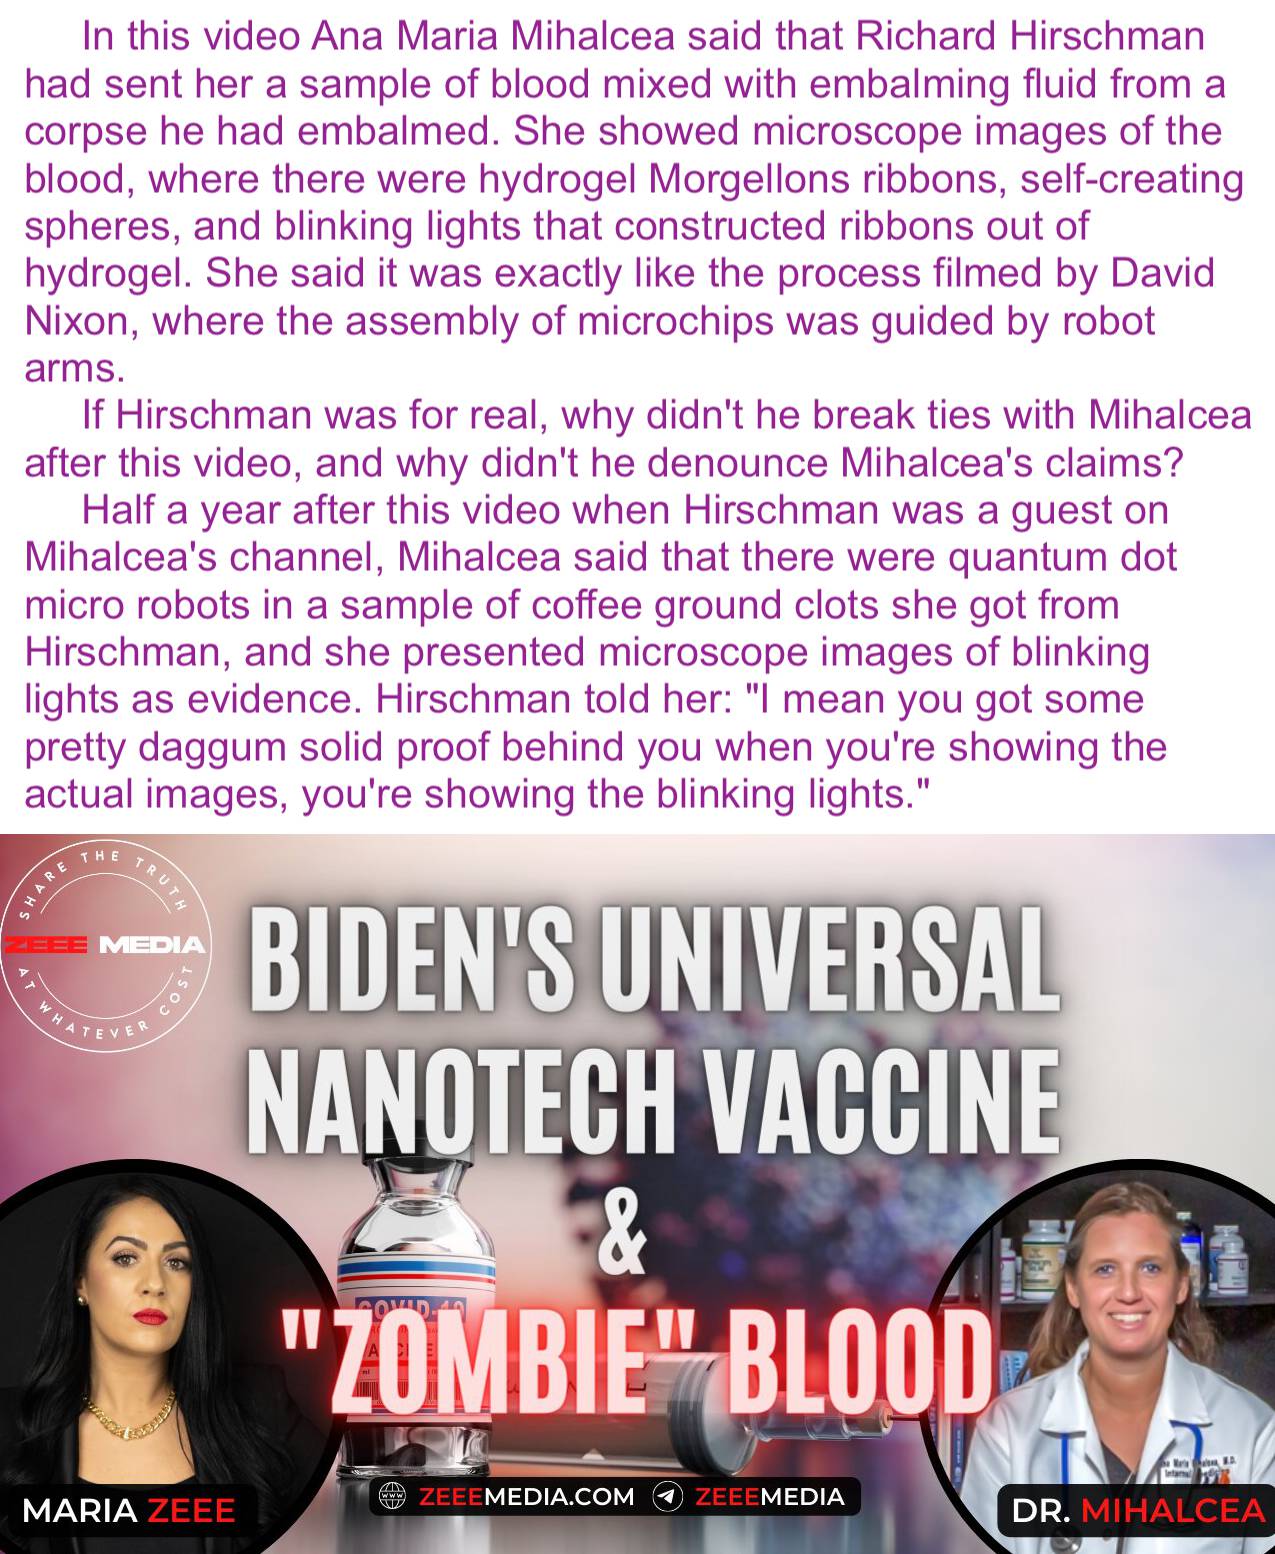 In this video Ana Maria Mihalcea said that Richard Hirschman
had sent her a sample of blood mixed with embalming fluid from a
corpse he had embalmed. She showed microscope images of the
blood, where there were hydrogel Morgellons ribbons, self-creating
spheres, and blinking lights that constructed ribbons out of
hydrogel. She said it was exactly like the process filmed by David
Nixon, where the assembly of microchips was guided by robot
arms.
If Hirschman was for real, why didn't he break ties with Mihalcea
after this video, and why didn't he denounce Mihalcea's claims?
Half a year after this video when Hirschman was a guest on
Mihalcea's channel, Mihalcea said that there were quantum dot
micro robots in a sample of coffee ground clots she got from
Hirschman, and she presented microscope images of blinking
lights as evidence. Hirschman told her: "I mean you got some
pretty daggum solid proof behind you when you're showing the
actual images, you're showing the blinking lights."
SHARE THE TRUTH
ZEEE MEDIA
AT WHATEVER COST
BIDEN'S UNIVERSAL
NANOTECH VACCINE
&
"ZOMBIE" BLOOD
COVID-19
MARIA ZEEE
WWW
ZEEEMEDIA.COM
ZEEEMEDIA
DR. MIHALCEA